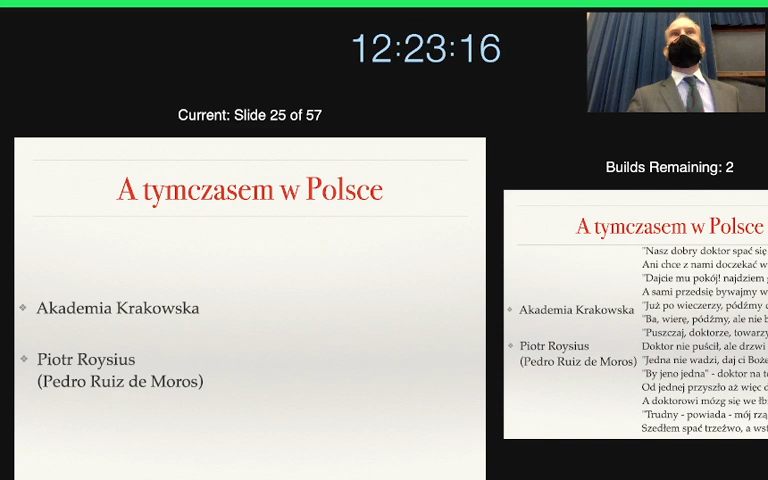 12:23:16
Current: Slide 25 of 57
A tymczasem w Polsce
Akademia Krakowska
Piotr Roysius
(Pedro Ruiz de Moros)
Builds Remaining: 2
A tymczasem w Polsce
Akademia Krakowska
Piotr Roysius
(Pedro Ruiz de Moros)
"Nasz dobry doktor spać się
Ani chce z nami doczekać w
"Dajcie mu pokój! najdziem
A sami przedsię bywajmy w
"Już po wieczerzy, pódźmy
"Ba, wierę, pódźmy, ale nie b
"Puszczaj, doktorze, towarzy
Doktor nie puścił, ale drzwi
"Jedna nie wadzi, daj ci Boże
"By jeno jedna" - doktor na to
Od jednej przyszło aż więc d
A doktorowi mózg się we łbi
"Trudny - powiada - mój rzą
Szedłem spać trzeźwo, a wst